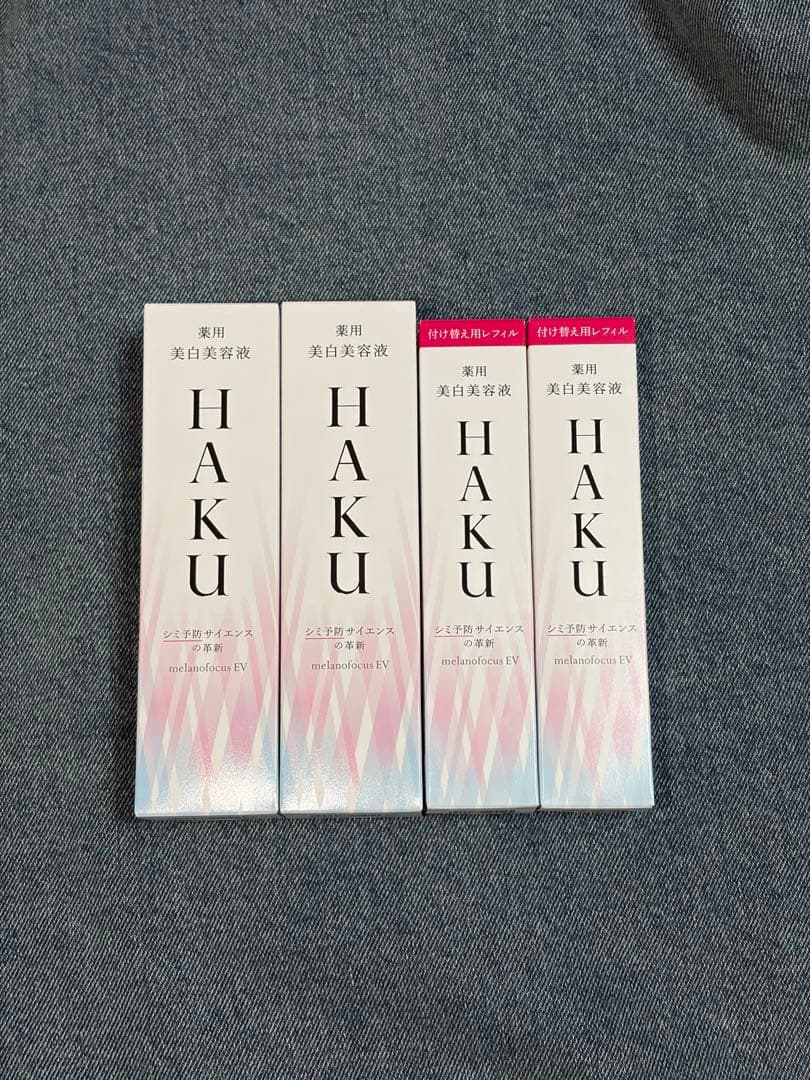 薬用
美白美容液
HAKU
シミ予防サイエンス
の革新
melanofocus EV
薬用
美白美容液
HAKU
シミ予防サイエンス
の革新
melanofocus EV
付け替え用レフィル
薬用
美白美容液
HAKU
シミ予防サイエンス
の革新
melanofocus EV
付け替え用レフィル
薬用
美白美容液
HAKU
シミ予防サイエンス
の革新
melanofocus EV